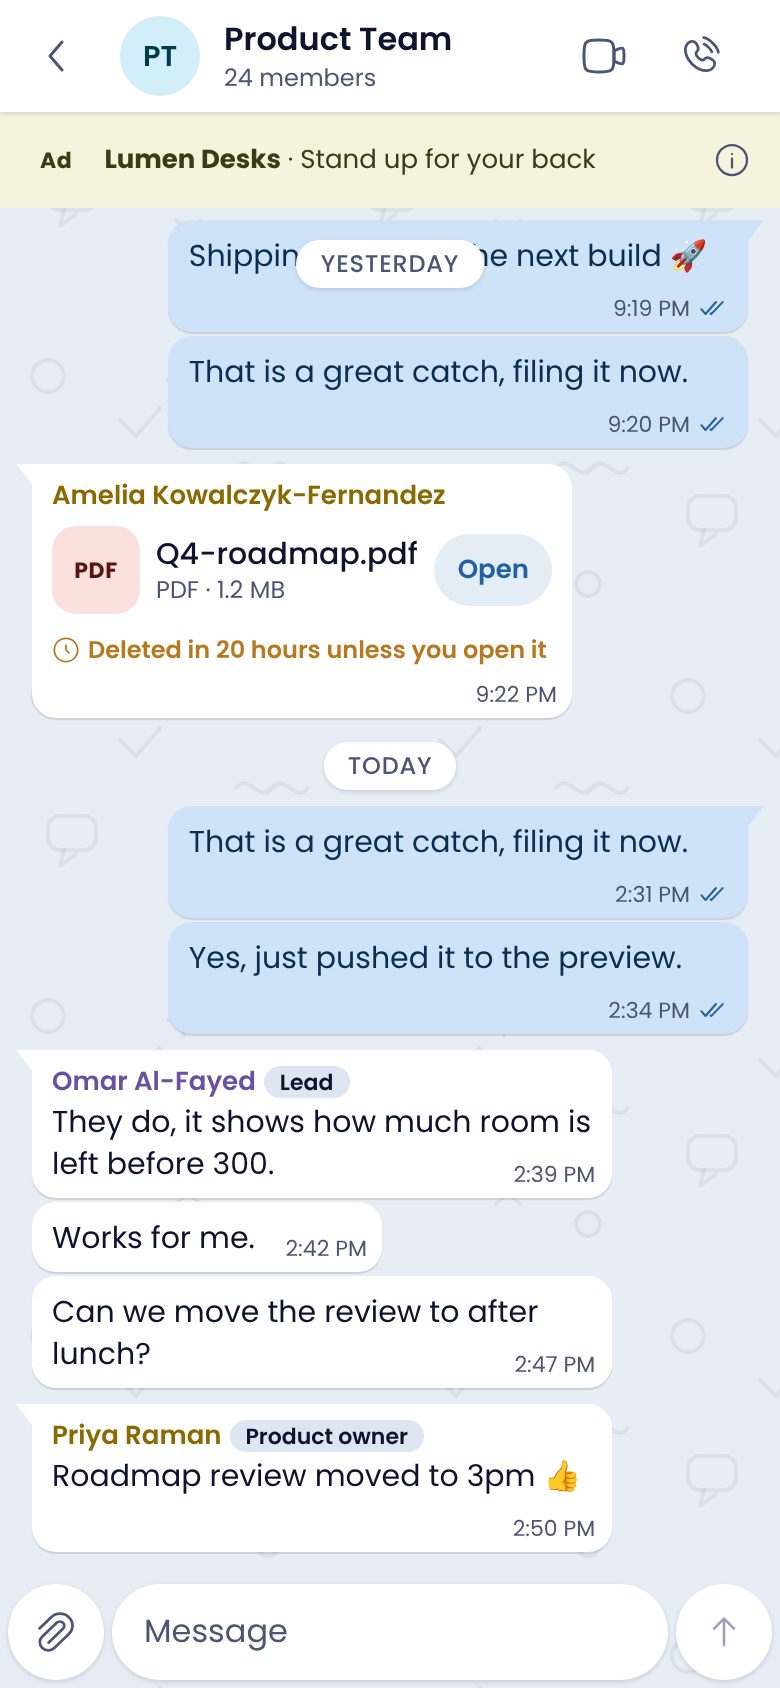 PT
Product Team
24 members
Ad Lumen Desks · Stand up for your back
YESTERDAY
next build 🚀
9:19 PM
That is a great catch, filing it now.
9:20 PM
Amelia Kowalczyk-Fernandez
PDF
Q4-roadmap.pdf
PDF · 1.2 MB
Open
Deleted in 20 hours unless you open it
9:22 PM
TODAY
That is a great catch, filing it now.
2:31 PM
Yes, just pushed it to the preview.
2:34 PM
Omar Al-Fayed Lead
They do, it shows how much room is
left before 300.
2:39 PM
Works for me.
2:42 PM
Can we move the review to after
lunch?
2:47 PM
Priya Raman Product owner
Roadmap review moved to 3pm 👍
2:50 PM
Message